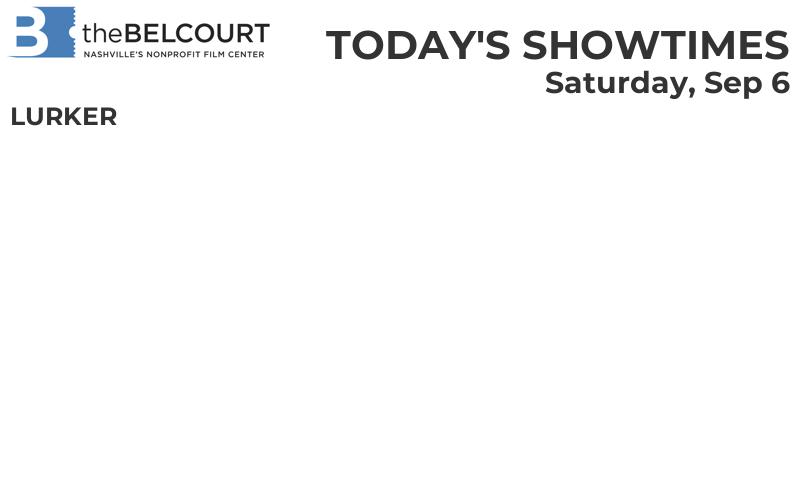 B
theBELCOURT
NASHVILLE'S NONPROFIT FILM CENTER
TODAY'S SHOWTIMES
Saturday, Sep 6
LURKER